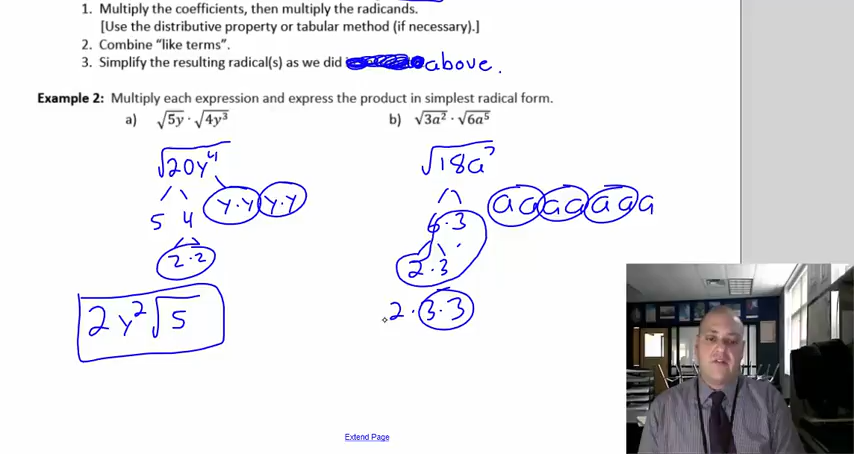 1. Multiply the coefficients, then multiply the radicands.
[Use the distributive property or tabular method (if necessary).]
2. Combine “like terms”.
3. Simplify the resulting radical(s) as we did above.
Example 2: Multiply each expression and express the product in simplest radical form.
a) √5y · √4y³ b) √3a² · √6a⁵
√20y⁴ √18a⁷
5 4 y·y y·y 6·3 a a a a a a a
2·2 2·3
2y²√5 2·3·3
Extend Page